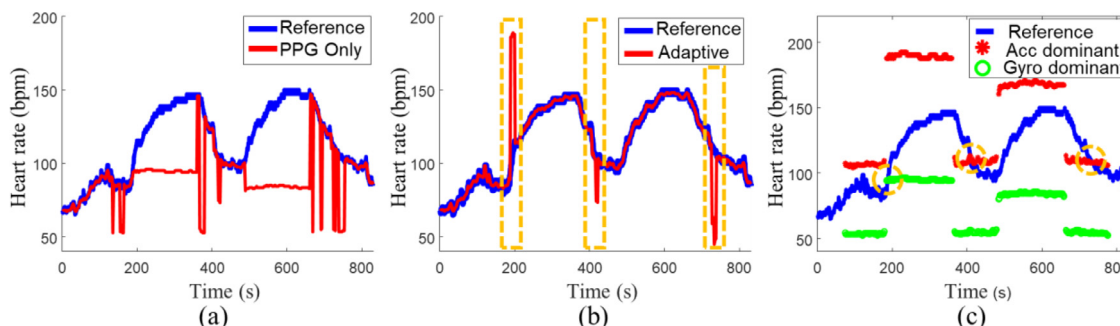 200
150
100
50
0
200
400
600
800
Heart rate (bpm)
Time (s)
Reference
PPG Only
(a)
200
150
100
50
0
200
400
600
800
Heart rate (bpm)
Time (s)
Reference
Adaptive
(b)
200
150
100
50
0
200
400
600
800
Heart rate (bpm)
Time (s)
Reference
Acc dominant
Gyro dominant
(c)